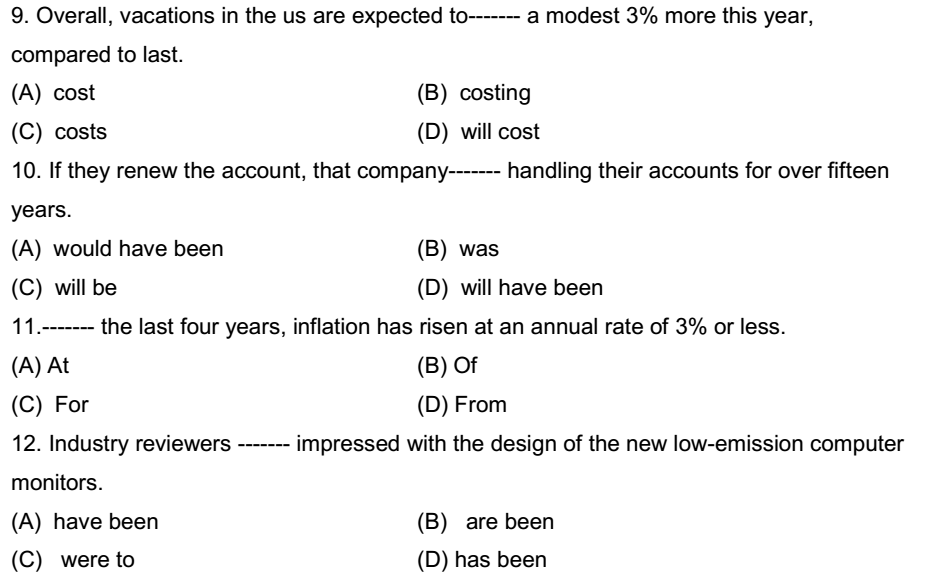 9. Overall, vacations in the us are expected to------- a modest 3% more this year,
compared to last.
(A) cost (B) costing
(C) costs (D) will cost
10. If they renew the account, that company------- handling their accounts for over fifteen
years.
(A) would have been (B) was
(C) will be (D) will have been
11.------- the last four years, inflation has risen at an annual rate of 3% or less.
(A) At (B) Of
(C) For (D) From
12. Industry reviewers ------- impressed with the design of the new low-emission computer
monitors.
(A) have been (B) are been
(C) were to (D) has been